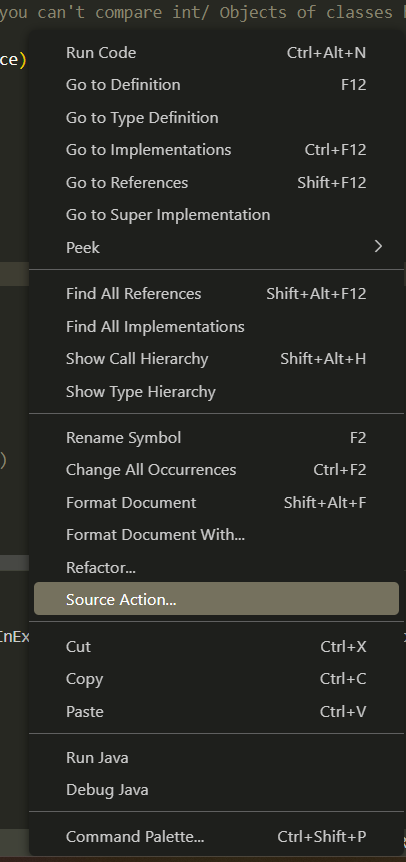 you can't compare int/ Objects of classes
ce)
Run Code Ctrl+Alt+N
Go to Definition F12
Go to Type Definition
Go to Implementations Ctrl+F12
Go to References Shift+F12
Go to Super Implementation
Peek
Find All References Shift+Alt+F12
Find All Implementations
Show Call Hierarchy Shift+Alt+H
Show Type Hierarchy
Rename Symbol F2
Change All Occurrences Ctrl+F2
)
Format Document Shift+Alt+F
Format Document With...
Refactor...
Source Action...
InEx
Cut Ctrl+X
Copy Ctrl+C
Paste Ctrl+V
Run Java
Debug Java
Command Palette... Ctrl+Shift+P